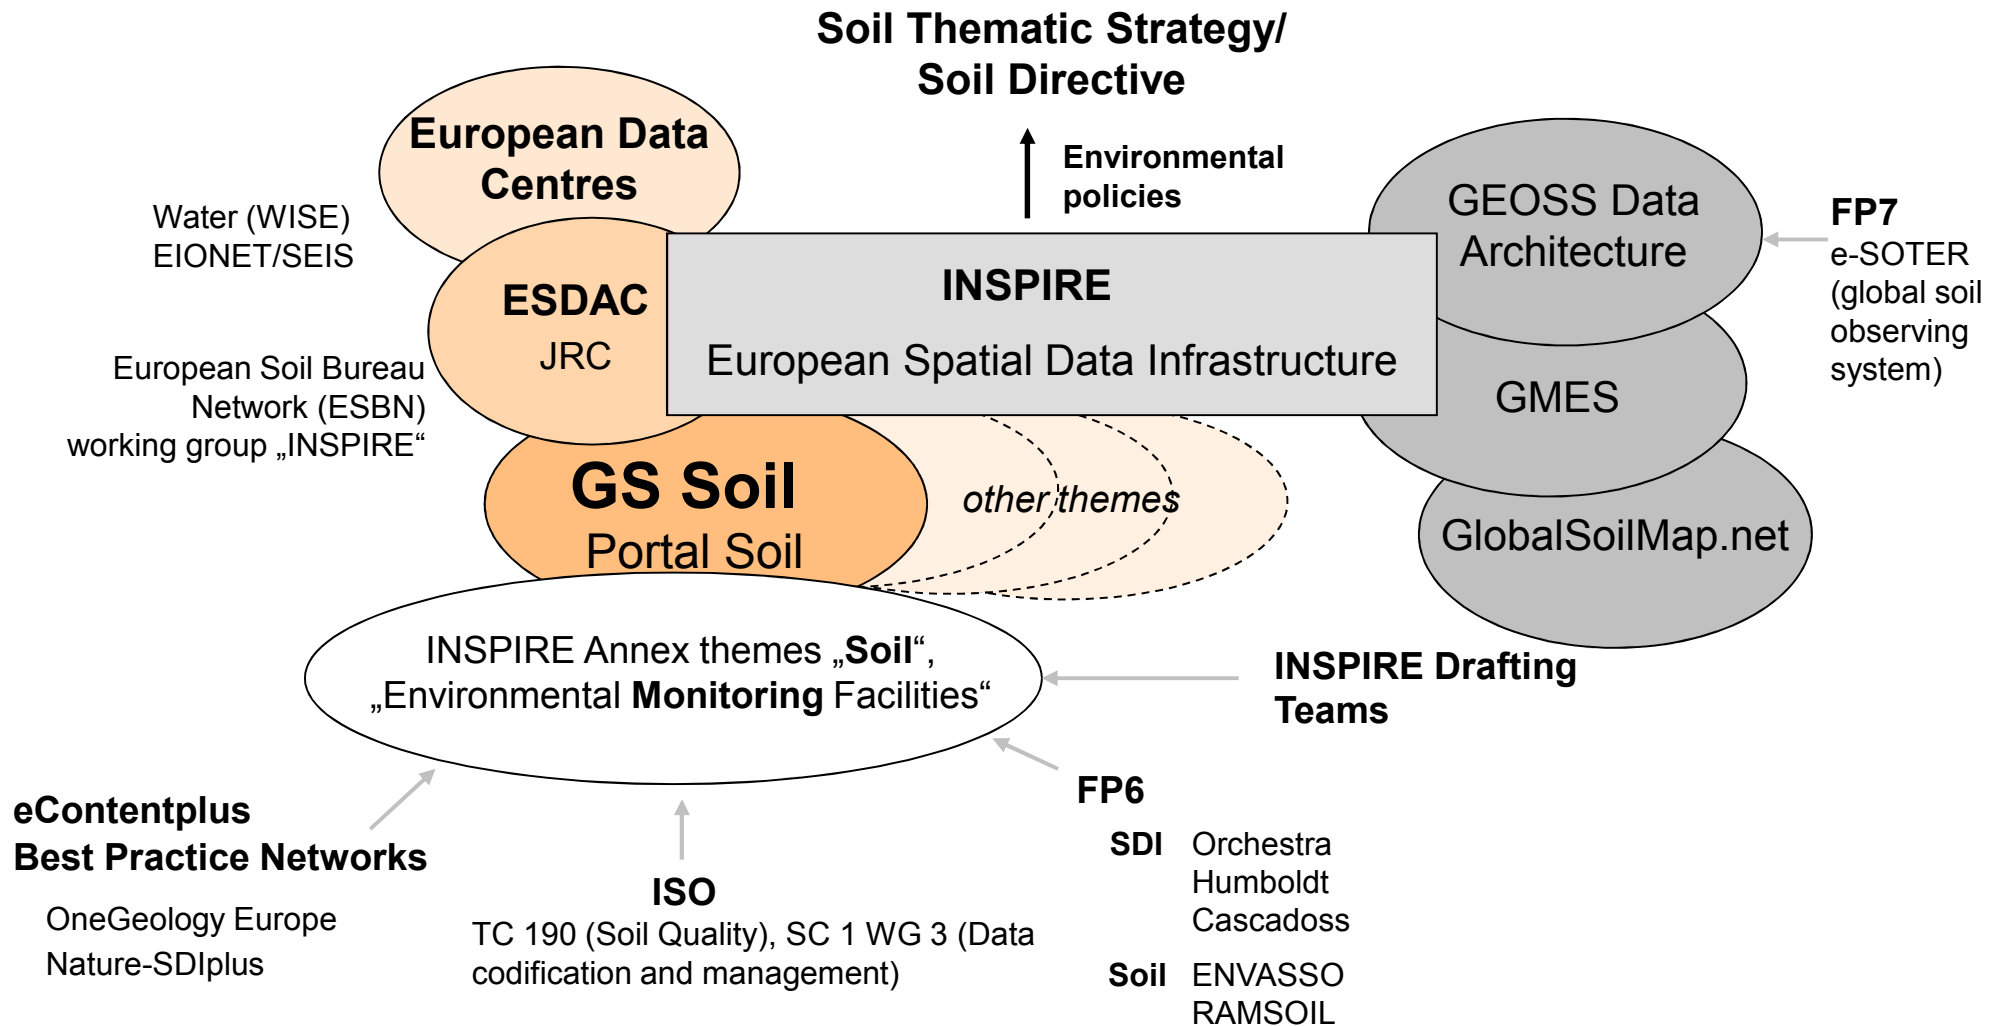 Soil Thematic Strategy/
Soil Directive
Environmental
policies
European Data
Centres
Water (WISE)
EIONET/SEIS
ESDAC
JRC
European Soil Bureau
Network (ESBN)
working group „INSPIRE“
INSPIRE
European Spatial Data Infrastructure
GEOSS Data
Architecture
FP7
e-SOTER
(global soil
observing
system)
GMES
GlobalSoilMap.net
GS Soil
Portal Soil
other themes
INSPIRE Annex themes „Soil“,
„Environmental Monitoring Facilities“
INSPIRE Drafting
Teams
eContentplus
Best Practice Networks
OneGeology Europe
Nature-SDIplus
ISO
TC 190 (Soil Quality), SC 1 WG 3 (Data
codification and management)
FP6
SDI Orchestra
Humboldt
Cascadoss
Soil ENVASSO
RAMSOIL